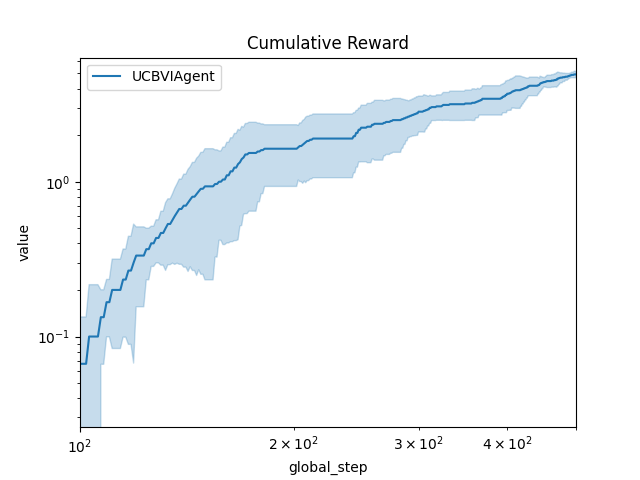 Cumulative Reward
UCBVIAgent
value
10⁰
10⁻¹
10²
2 × 10²
3 × 10²
4 × 10²
global_step